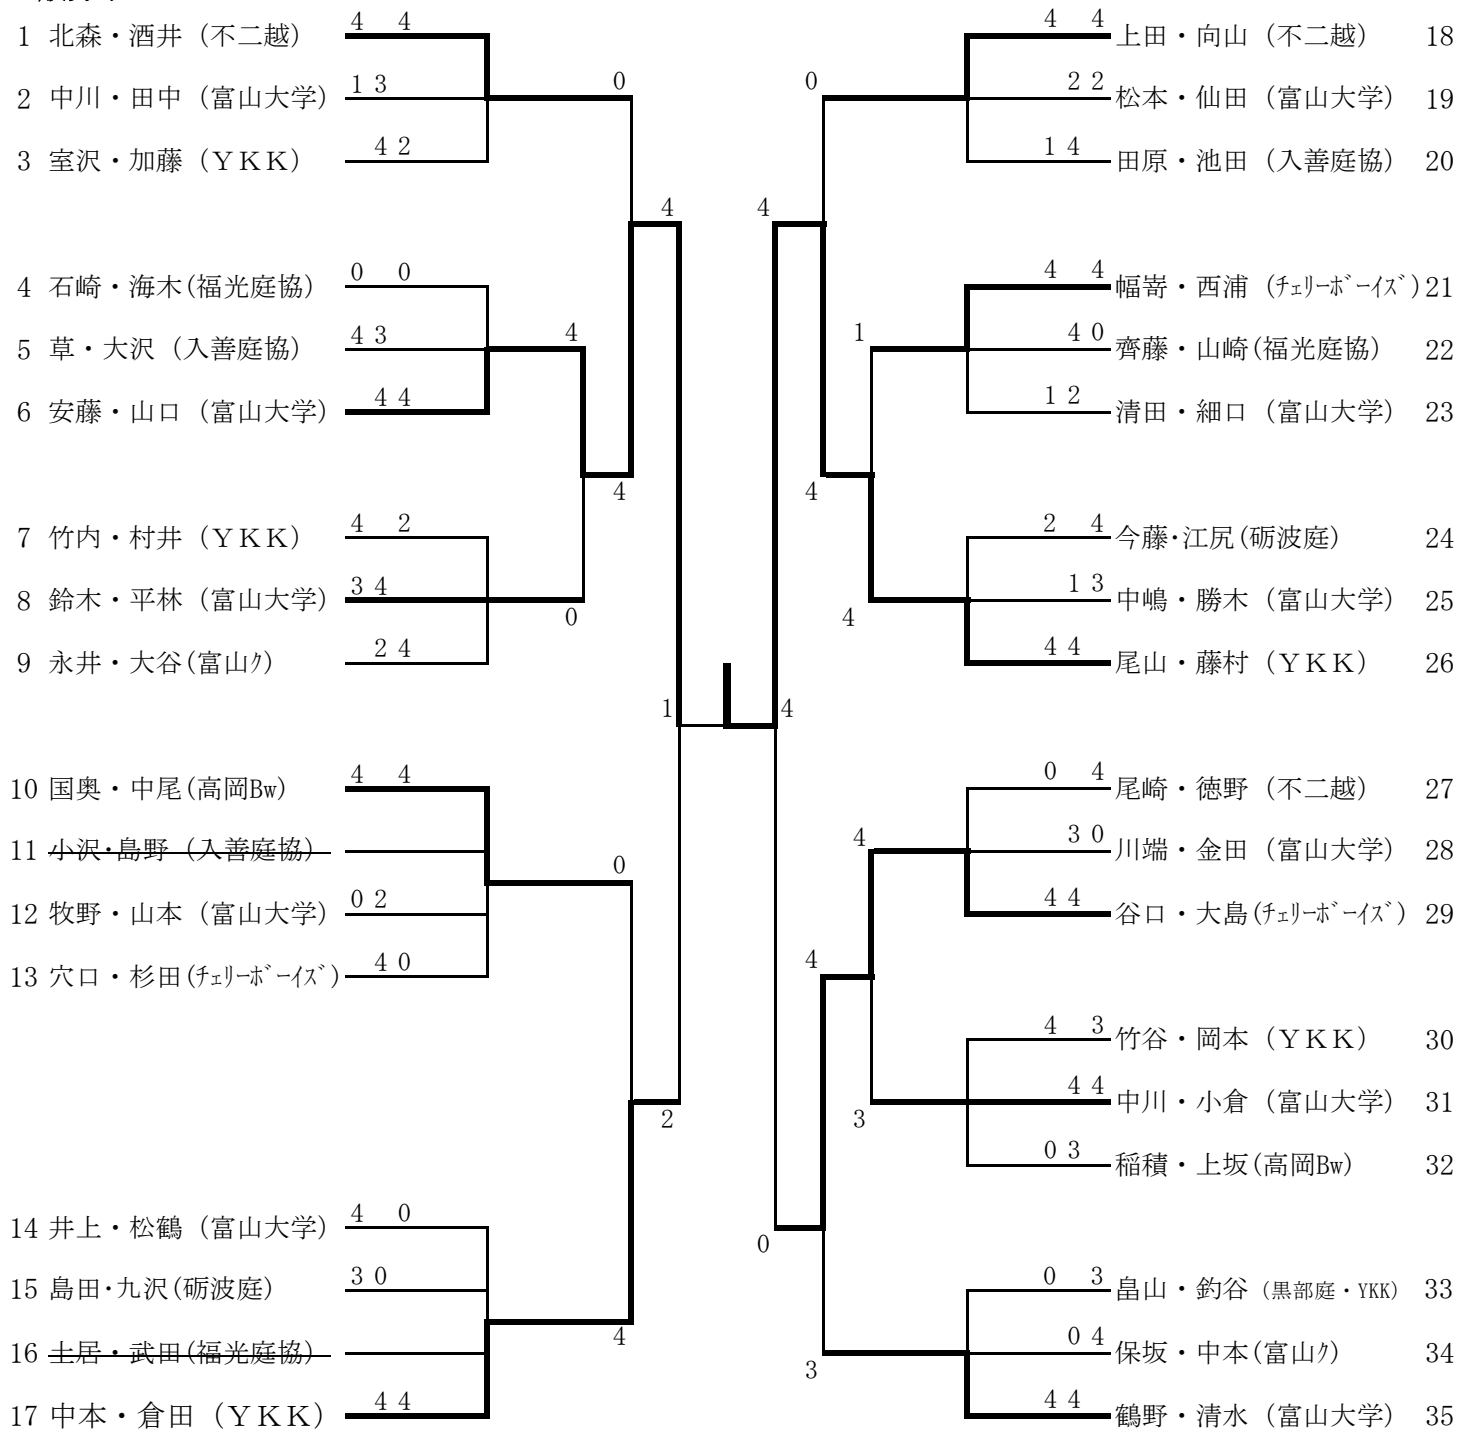 1 北森・酒井 (不二越) 4 4
2 中川・田中 (富山大学) 1 3
3 室沢・加藤 (ＹＫＫ) 4 2
4 石崎・海木(福光庭協) 0 0
5 草・大沢 (入善庭協) 4 3
6 安藤・山口 (富山大学) 4 4
7 竹内・村井 (ＹＫＫ) 4 2
8 鈴木・平林 (富山大学) 3 4
9 永井・大谷(富山ｸ) 2 4
10 国奥・中尾(高岡Bw) 4 4
11 小沢･島野 (入善庭協)
12 牧野・山本 (富山大学) 0 2
13 穴口・杉田(ﾁｪﾘｰﾎﾞｰｲｽﾞ) 4 0
14 井上・松鶴 (富山大学) 4 0
15 島田･九沢(砺波庭) 3 0
16 土居・武田(福光庭協)
17 中本・倉田 (ＹＫＫ) 4 4
0
4
4
4
0
1
0
2
4
4 4 上田・向山 (不二越) 18
2 2 松本・仙田 (富山大学) 19
1 4 田原・池田 (入善庭協) 20
4 4 幅嵜・西浦 (ﾁｪﾘｰﾎﾞｰｲｽﾞ) 21
4 0 齊藤・山崎(福光庭協) 22
1 2 清田・細口 (富山大学) 23
2 4 今藤･江尻(砺波庭) 24
1 3 中嶋・勝木 (富山大学) 25
4 4 尾山・藤村 (ＹＫＫ) 26
0 4 尾崎・徳野 (不二越) 27
3 0 川端・金田 (富山大学) 28
4 4 谷口・大島(ﾁｪﾘｰﾎﾞｰｲｽﾞ) 29
4 3 竹谷・岡本 (ＹＫＫ) 30
4 4 中川・小倉 (富山大学) 31
0 3 稲積・上坂(高岡Bw) 32
0 3 畠山・釣谷 (黒部庭・YKK) 33
0 4 保坂・中本(富山ｸ) 34
4 4 鶴野・清水 (富山大学) 35
0
4
1
4
4
4
4
4
3
0
3